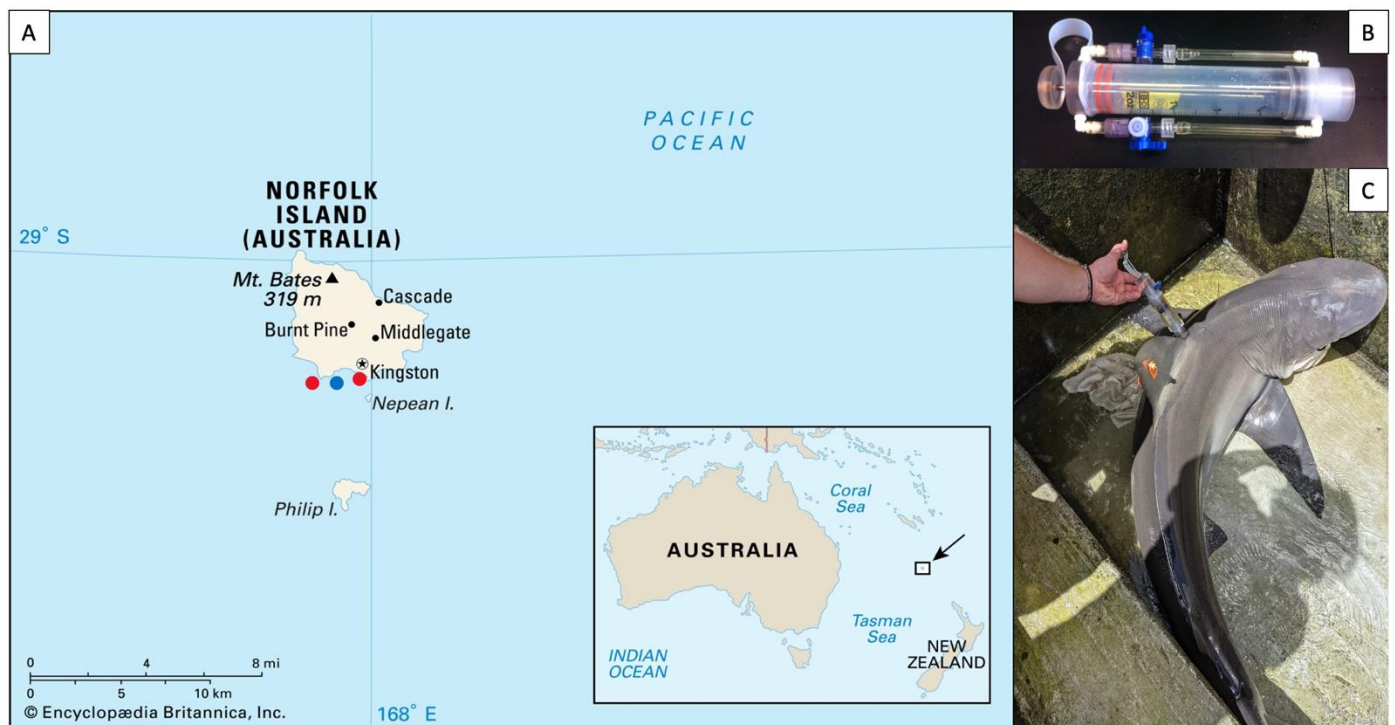 A
PACIFIC
OCEAN
NORFOLK
ISLAND
(AUSTRALIA)
29° S
Mt. Bates
319 m
Cascade
Burnt Pine
Middlegate
Kingston
Nepean I.
Philip I.
Coral
Sea
AUSTRALIA
Tasman
Sea
NEW
ZEALAND
INDIAN
OCEAN
0 4 8 mi
0 5 10 km
© Encyclopædia Britannica, Inc.
168° E
B
C